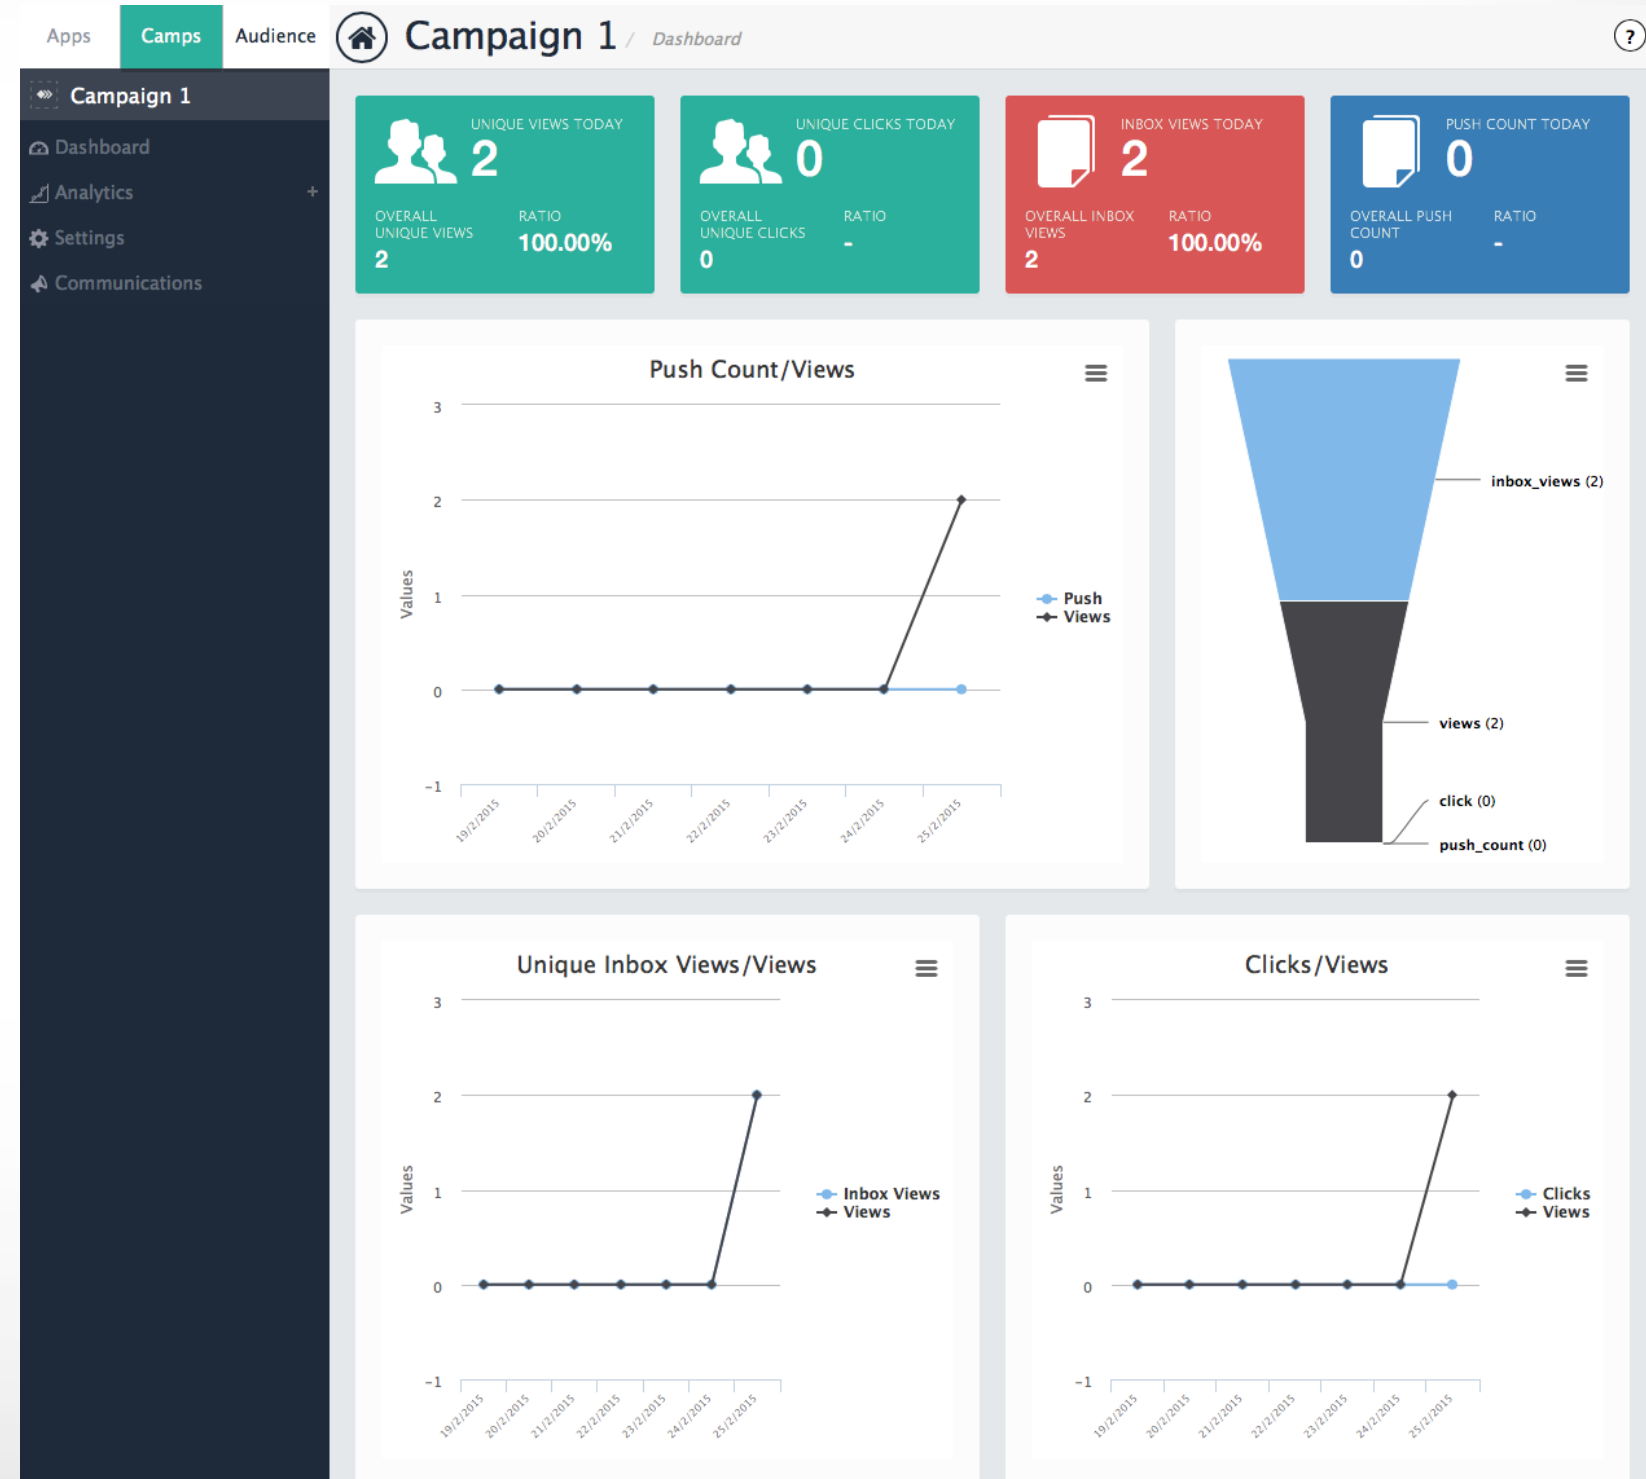 Apps
Camps
Audience
Campaign 1 / Dashboard
?
Campaign 1
Dashboard
Analytics +
Settings
Communications
UNIQUE VIEWS TODAY
2
OVERALL
UNIQUE VIEWS
2
RATIO
100.00%
UNIQUE CLICKS TODAY
0
OVERALL
UNIQUE CLICKS
0
RATIO
-
INBOX VIEWS TODAY
2
OVERALL INBOX
VIEWS
2
RATIO
100.00%
PUSH COUNT TODAY
0
OVERALL PUSH
COUNT
0
RATIO
-
Push Count/Views
3
2
1
0
-1
Values
19/2/2015
20/2/2015
21/2/2015
22/2/2015
23/2/2015
24/2/2015
25/2/2015
Push
Views
inbox_views (2)
views (2)
click (0)
push_count (0)
Unique Inbox Views/Views
3
2
1
0
-1
Values
19/2/2015
20/2/2015
21/2/2015
22/2/2015
23/2/2015
24/2/2015
25/2/2015
Inbox Views
Views
Clicks/Views
3
2
1
0
-1
Values
19/2/2015
20/2/2015
21/2/2015
22/2/2015
23/2/2015
24/2/2015
25/2/2015
Clicks
Views